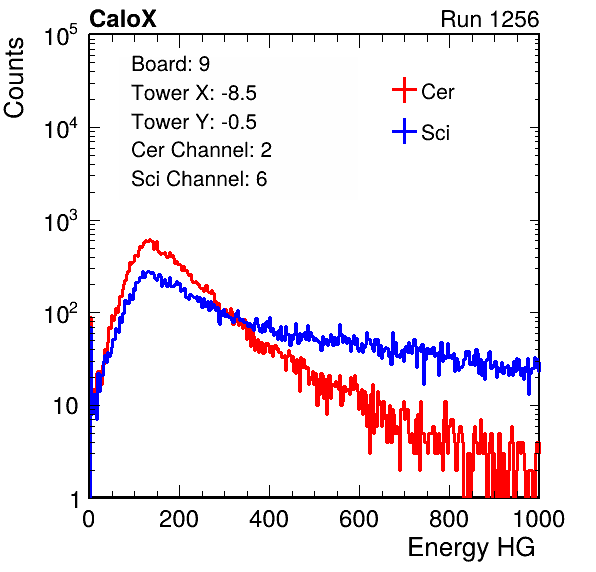 CaloX Run 1256
Counts
Board: 9
Tower X: -8.5
Tower Y: -0.5
Cer Channel: 2
Sci Channel: 6
Cer
Sci
10^5
10^4
10^3
10^2
10
1
0 200 400 600 800 1000
Energy HG